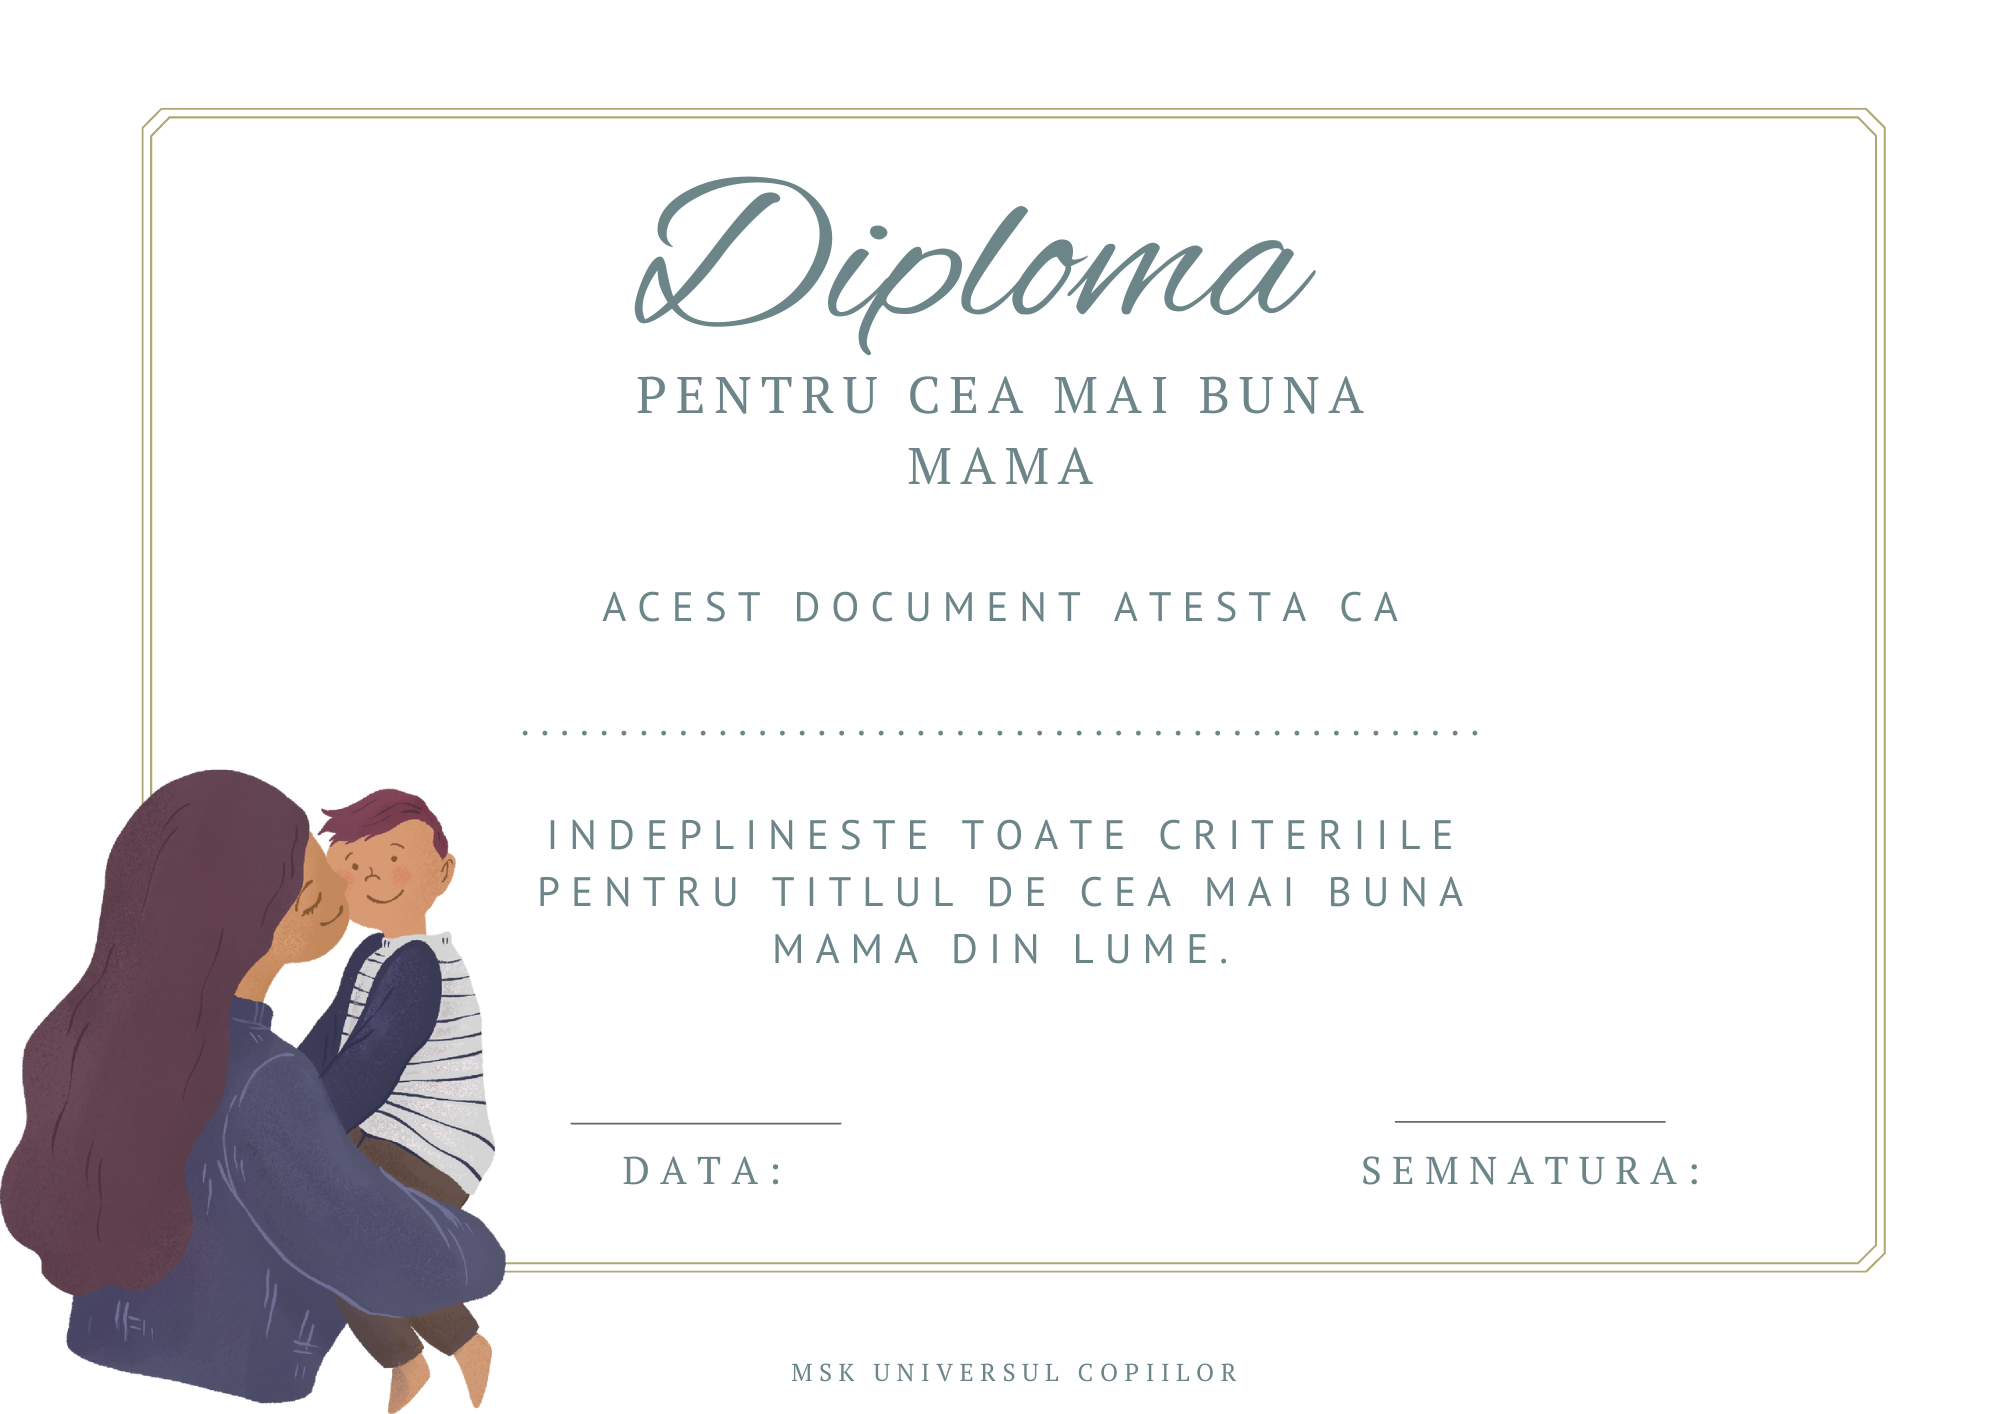 Diploma
PENTRU CEA MAI BUNA
MAMA
ACEST DOCUMENT ATESTA CA
.................................................
INDEPLINESTE TOATE CRITERIILE
PENTRU TITLUL DE CEA MAI BUNA
MAMA DIN LUME.
DATA:
SEMNATURA:
MSK UNIVERSUL COPIILOR